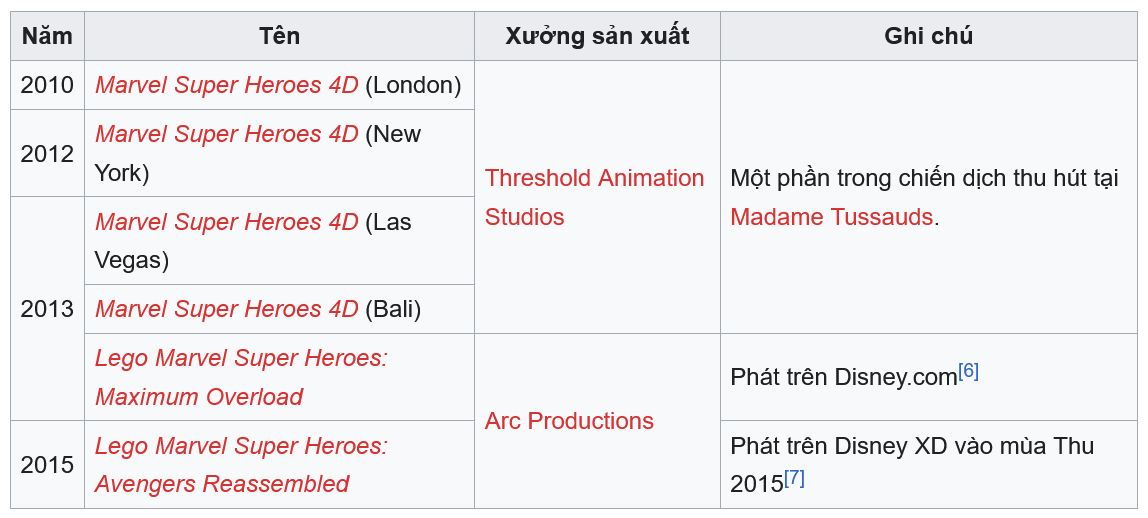 Năm Tên Xưởng sản xuất Ghi chú
2010 Marvel Super Heroes 4D (London)
2012 Marvel Super Heroes 4D (New
York)
Threshold Animation
Studios
Một phần trong chiến dịch thu hút tại
Madame Tussauds.
2013 Marvel Super Heroes 4D (Las
Vegas)
Marvel Super Heroes 4D (Bali)
Lego Marvel Super Heroes:
Maximum Overload
Arc Productions
Phát trên Disney.com[6]
2015 Lego Marvel Super Heroes:
Avengers Reassembled
Phát trên Disney XD vào mùa Thu
2015[7]